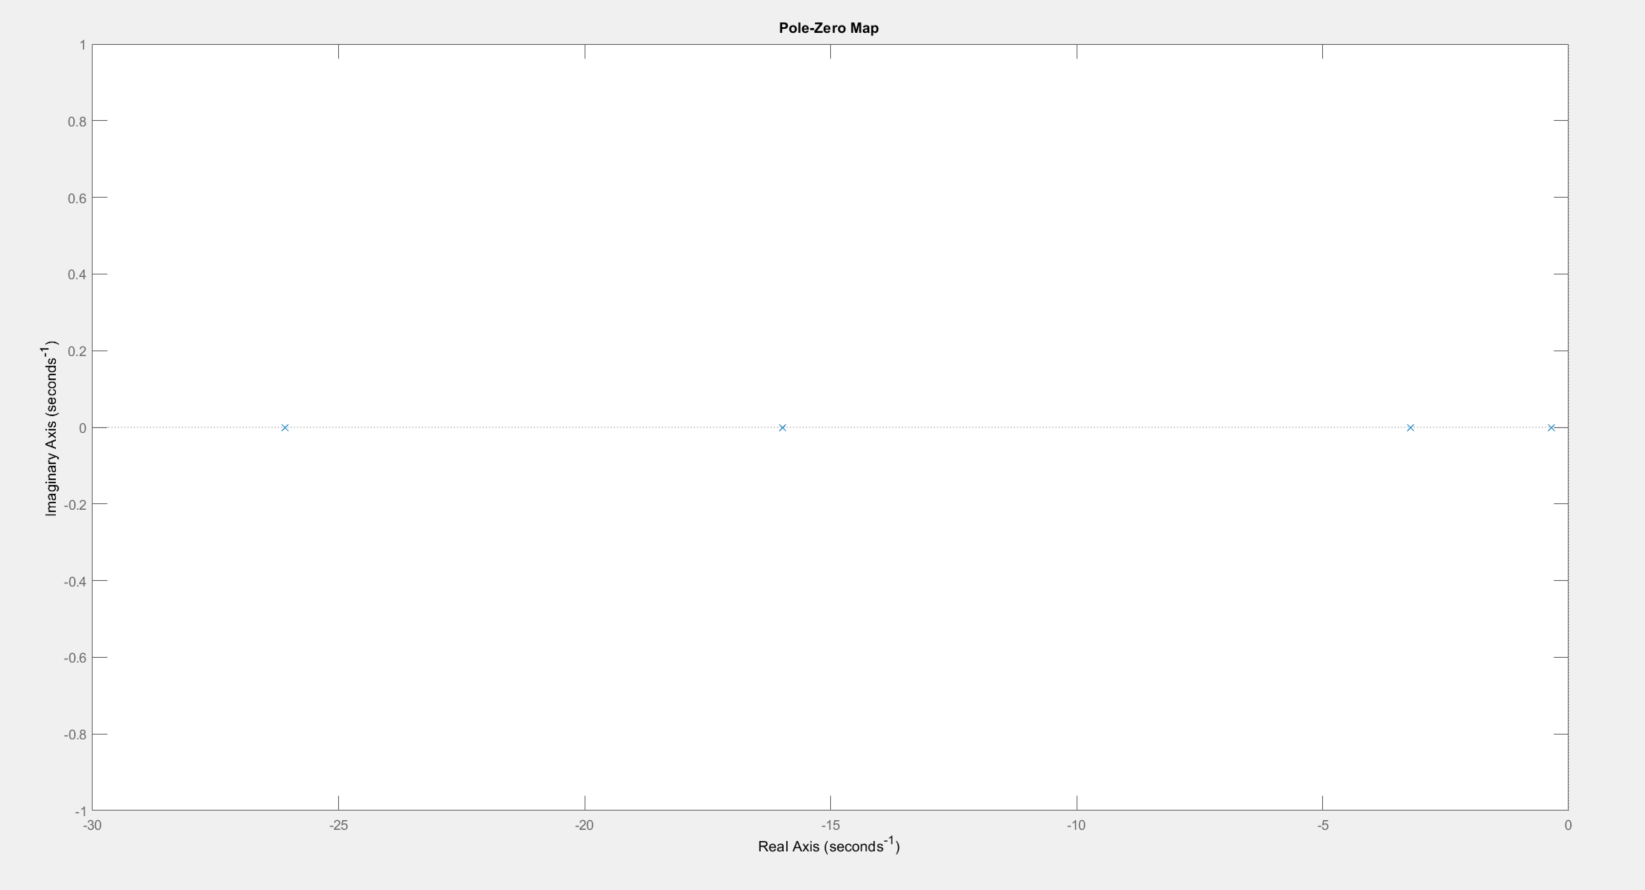 Pole-Zero Map
1
0.8
0.6
0.4
0.2
0
-0.2
-0.4
-0.6
-0.8
-1
Imaginary Axis (seconds⁻¹)
-30 -25 -20 -15 -10 -5 0
Real Axis (seconds⁻¹)